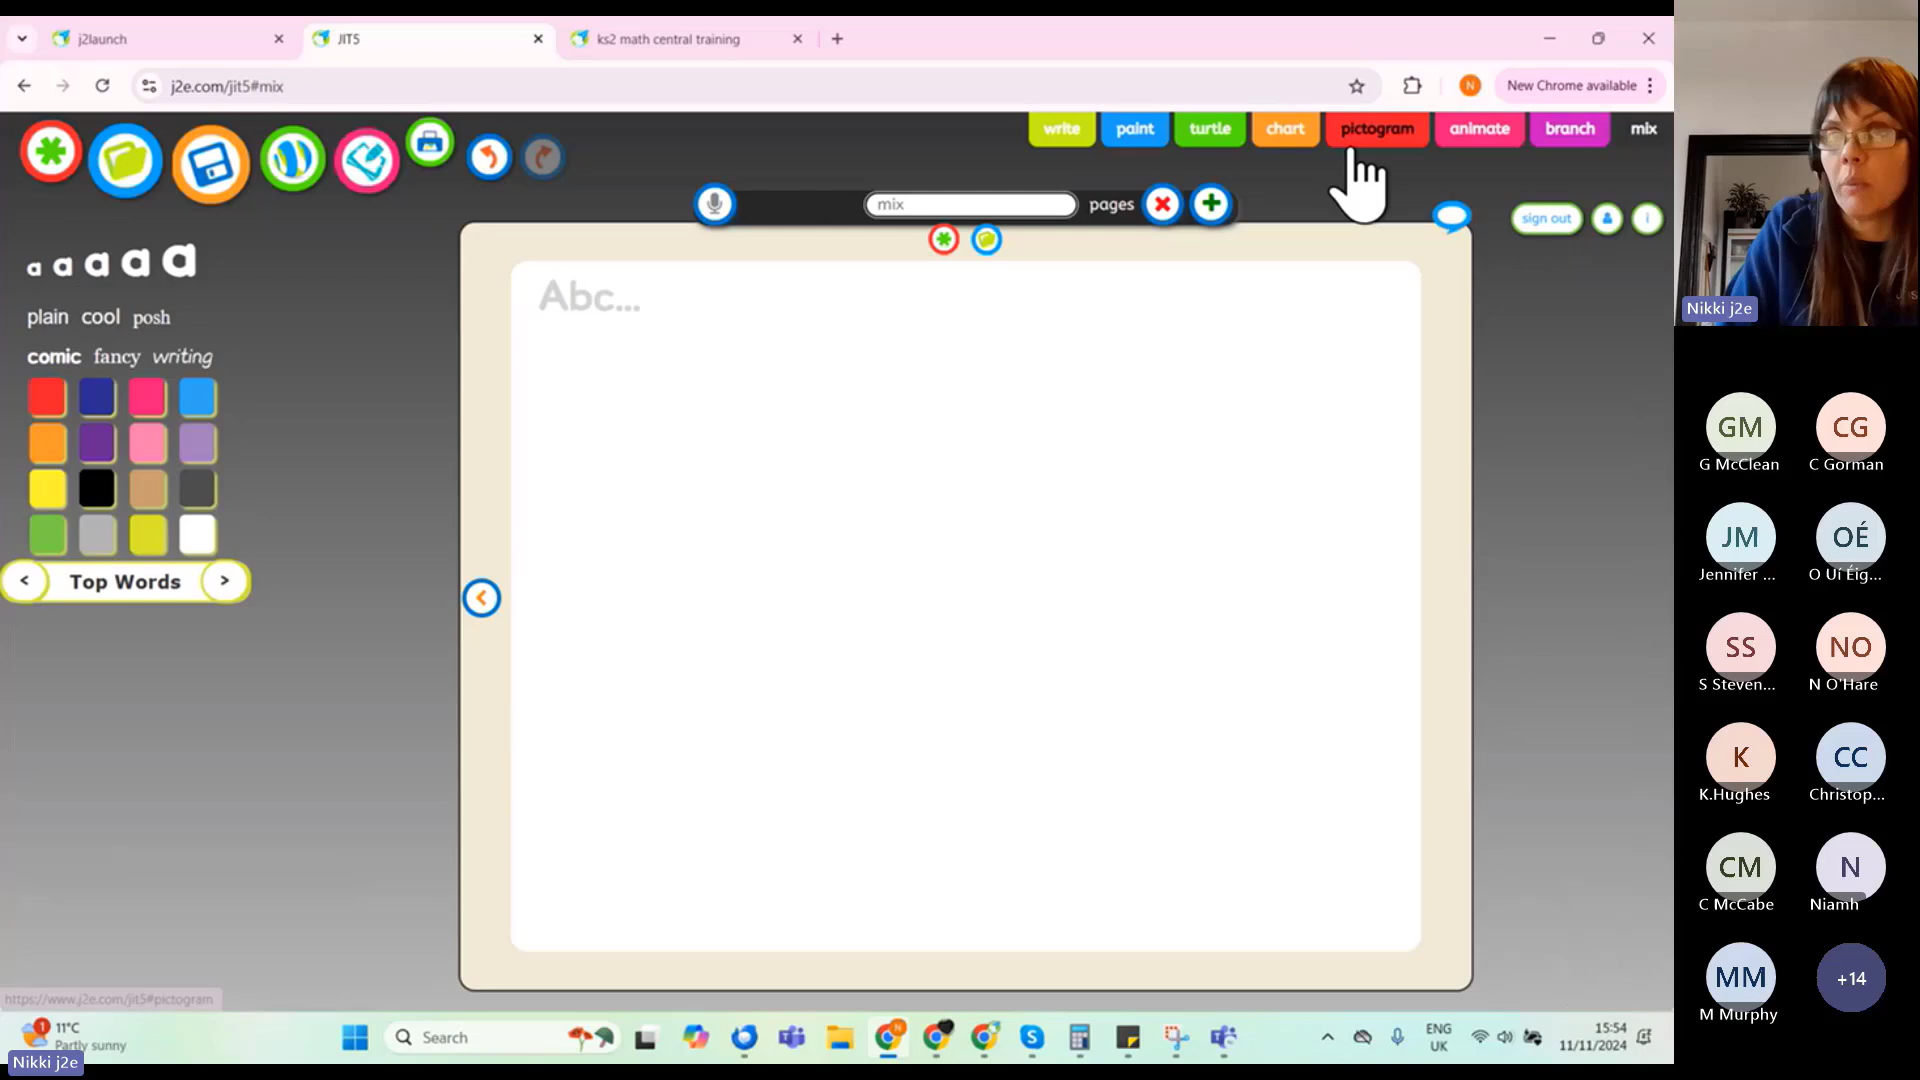 j2launch
JIT5
ks2 math central training
j2e.com/jit5#mix
N
New Chrome available
write
paint
turtle
chart
pictogram
animate
branch
mix
mix
pages
sign out
i
a a a a a
plain cool posh
comic fancy writing
Abc...
< Top Words >
https://www.j2e.com/jit5#pictogram
1
11°C
Partly sunny
Search
ENG
UK
15:54
11/11/2024
Nikki j2e
Nikki j2e
GM
G McClean
CG
C Gorman
JM
Jennifer ...
OÉ
O Uí Éig...
SS
S Steven...
NO
N O'Hare
K
K.Hughes
CC
Christop...
CM
C McCabe
N
Niamh
MM
M Murphy
+14